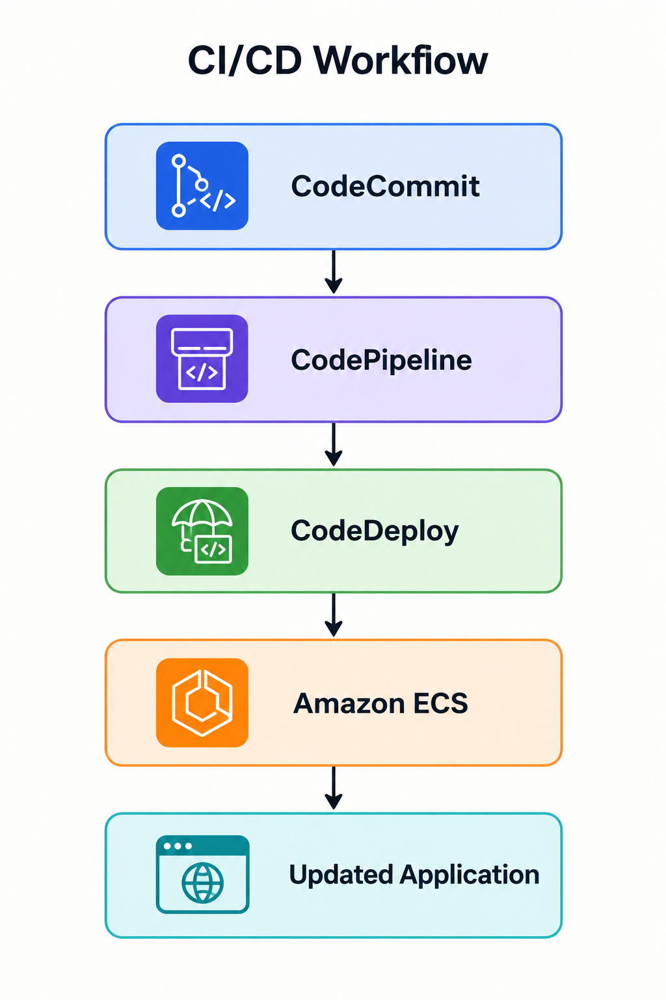 CI/CD Workflow
</>
CodeCommit
</>
CodePipeline
</>
CodeDeploy
Amazon ECS
Updated Application